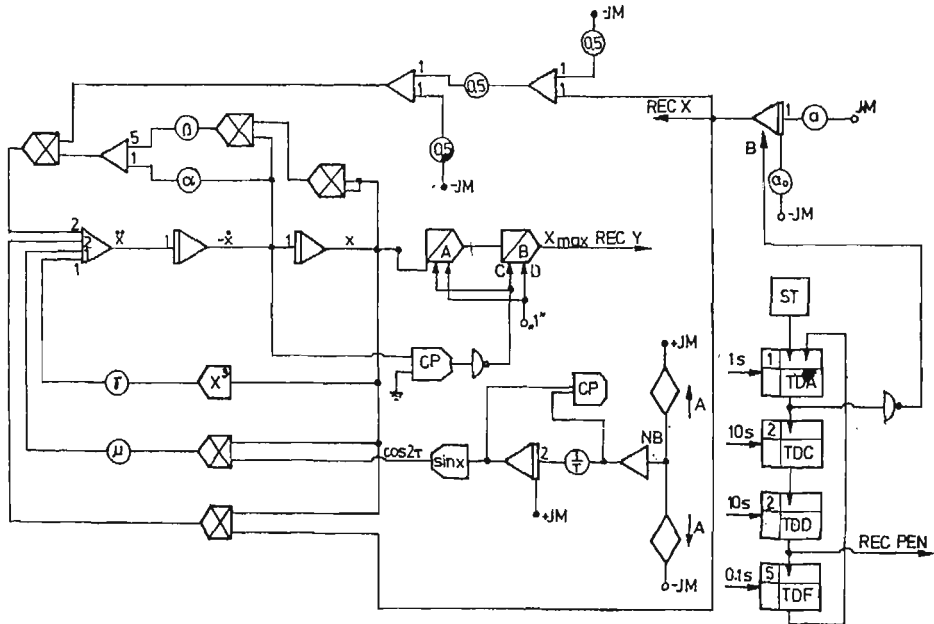 -JM
0.5
1
1
0.5
1
1
0.5
-JM
REC X
1
a
JM
B
a₀
-JM
5
1
β
α
2
2
1
ẍ
1
-ẋ
1
x
A
B
C
D
Xmax REC Y
„1"
CP
γ
X³
μ
cos2τ
sinx
CP
2
+JM
NB
+JM
A
A
-JM
ST
1s
1
TDA
10s
2
TDC
10s
2
TDD
REC PEN
0.1s
5
TDF